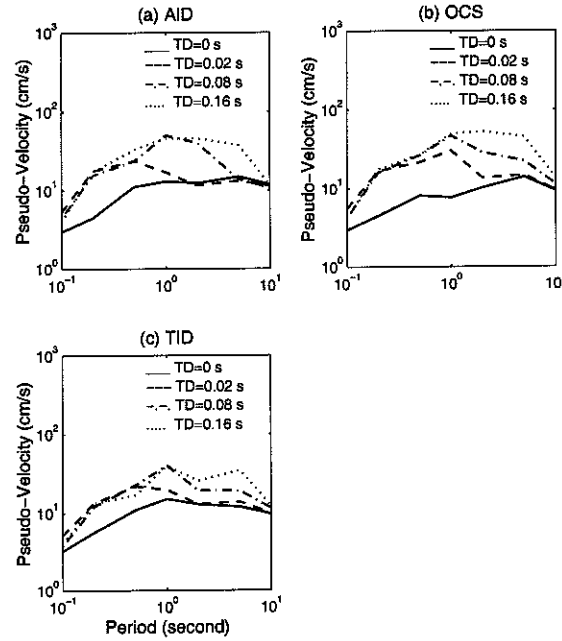 (a) AID
10³
10²
10¹
10⁰
Pseudo-Velocity (cm/s)
TD=0 s
TD=0.02 s
TD=0.08 s
TD=0.16 s
10⁻¹
10⁰
10¹
(b) OCS
10³
10²
10¹
10⁰
Pseudo-Velocity (cm/s)
TD=0 s
TD=0.02 s
TD=0.08 s
TD=0.16 s
10⁻¹
10⁰
10¹
(c) TID
10³
10²
10¹
10⁰
Pseudo-Velocity (cm/s)
TD=0 s
TD=0.02 s
TD=0.08 s
TD=0.16 s
10⁻¹
10⁰
10¹
Period (second)